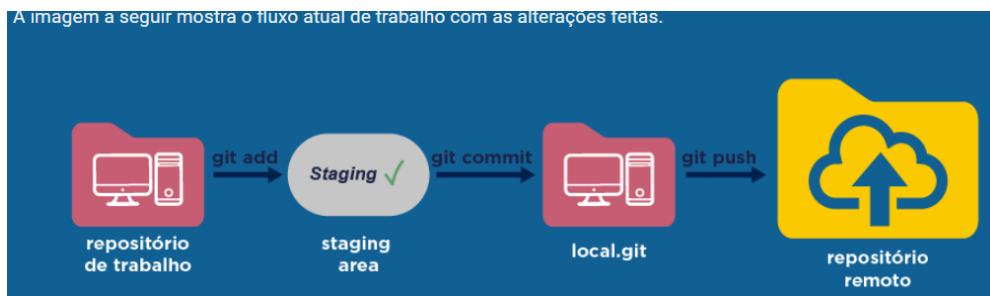 A imagem a seguir mostra o fluxo atual de trabalho com as alterações feitas.
git add
git commit
git push
Staging ✓
repositório
de trabalho
staging
area
local.git
repositório
remoto